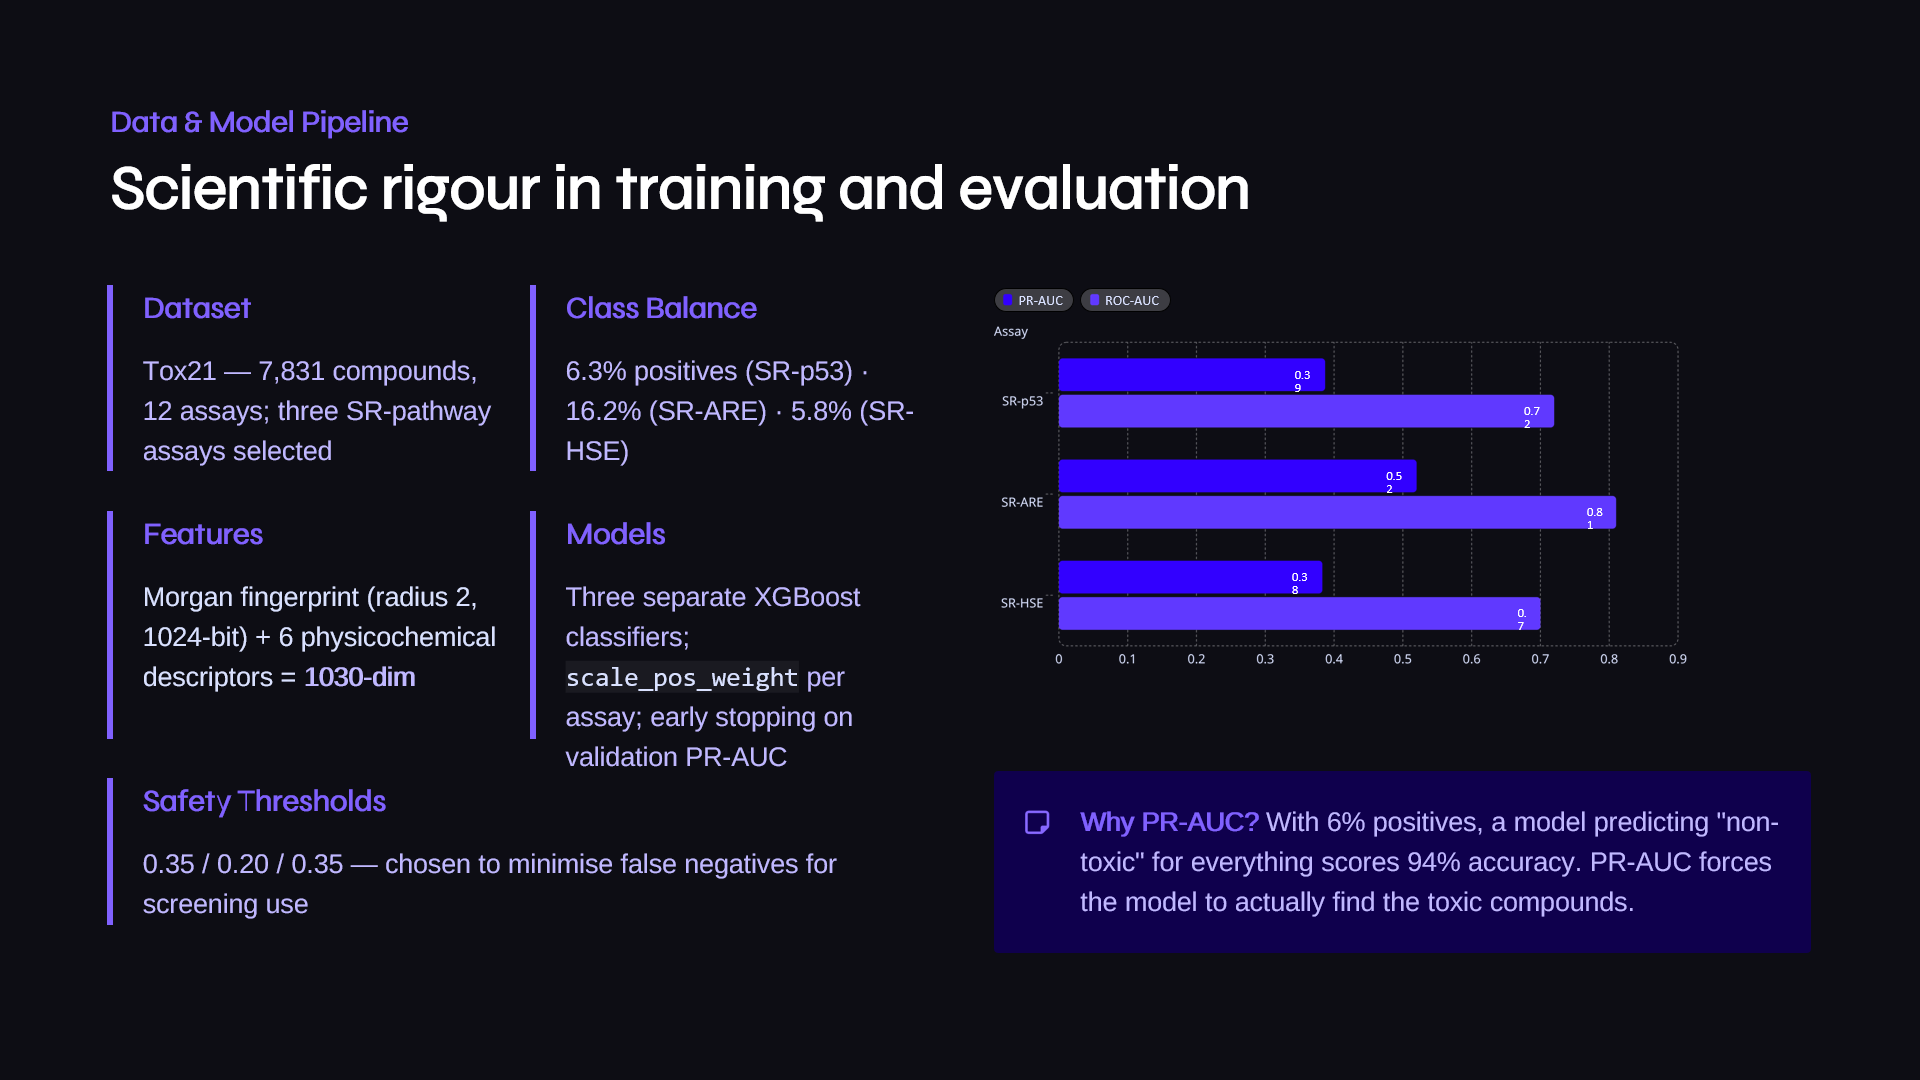 Data & Model Pipeline
Scientific rigour in training and evaluation
Dataset
Tox21 — 7,831 compounds,
12 assays; three SR-pathway
assays selected
Class Balance
6.3% positives (SR-p53) ·
16.2% (SR-ARE) · 5.8% (SR-
HSE)
Features
Morgan fingerprint (radius 2,
1024-bit) + 6 physicochemical
descriptors = 1030-dim
Models
Three separate XGBoost
classifiers;
scale_pos_weight per
assay; early stopping on
validation PR-AUC
Safety Thresholds
0.35 / 0.20 / 0.35 — chosen to minimise false negatives for
screening use
PR-AUC ROC-AUC
Assay
0.3
9
SR-p53
0.7
2
0.5
2
SR-ARE
0.8
1
0.3
8
SR-HSE
0.
7
0 0.1 0.2 0.3 0.4 0.5 0.6 0.7 0.8 0.9
Why PR-AUC? With 6% positives, a model predicting "non-
toxic" for everything scores 94% accuracy. PR-AUC forces
the model to actually find the toxic compounds.